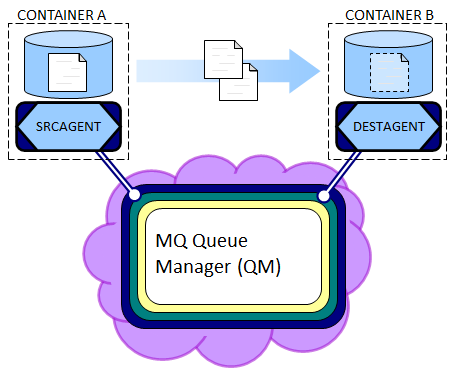 CONTAINER A
CONTAINER B
SRCAGENT
DESTAGENT
MQ Queue
Manager (QM)